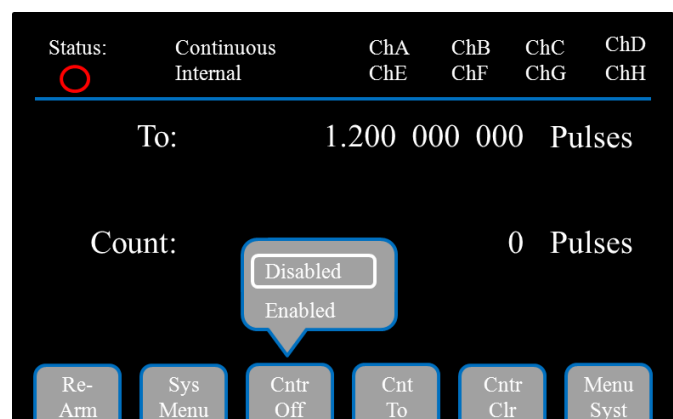 Status: Continuous ChA ChB ChC ChD
Internal ChE ChF ChG ChH
To: 1.200 000 000 Pulses
Count: 0 Pulses
Disabled
Enabled
Re- Sys Cntr Cnt Cntr Menu
Arm Menu Off To Clr Syst